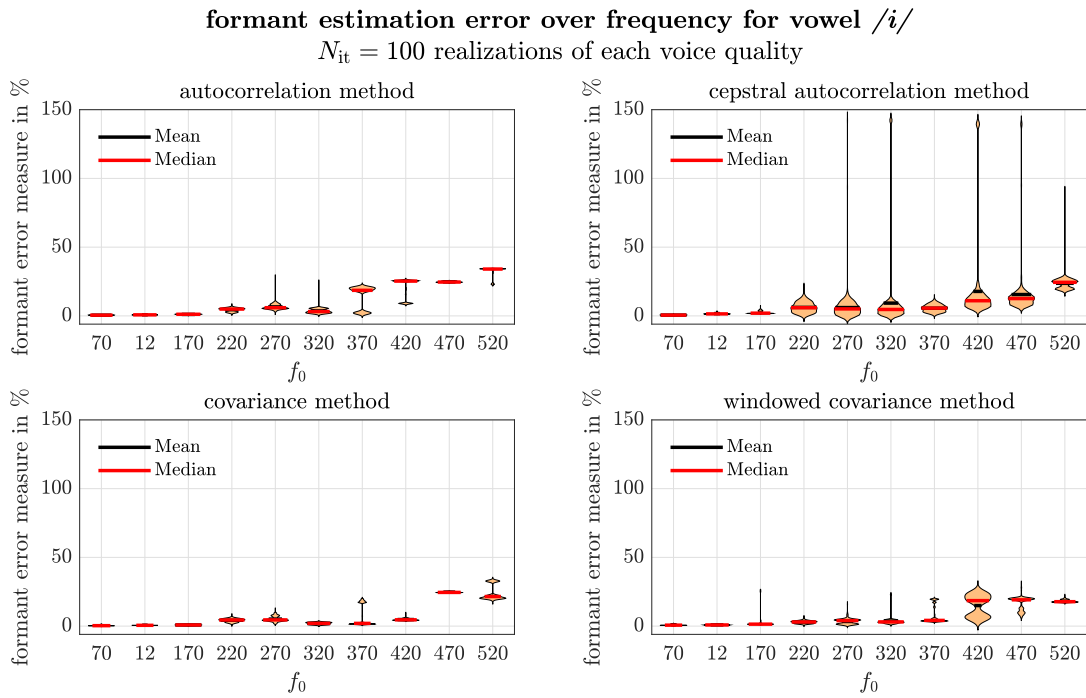 formant estimation error over frequency for vowel /i/
N_it = 100 realizations of each voice quality
autocorrelation method
formant error measure in %
150
100
50
0
Mean
Median
70 12 170 220 270 320 370 420 470 520
f_0
cepstral autocorrelation method
formant error measure in %
150
100
50
0
Mean
Median
70 12 170 220 270 320 370 420 470 520
f_0
covariance method
formant error measure in %
150
100
50
0
Mean
Median
70 12 170 220 270 320 370 420 470 520
f_0
windowed covariance method
formant error measure in %
150
100
50
0
Mean
Median
70 12 170 220 270 320 370 420 470 520
f_0